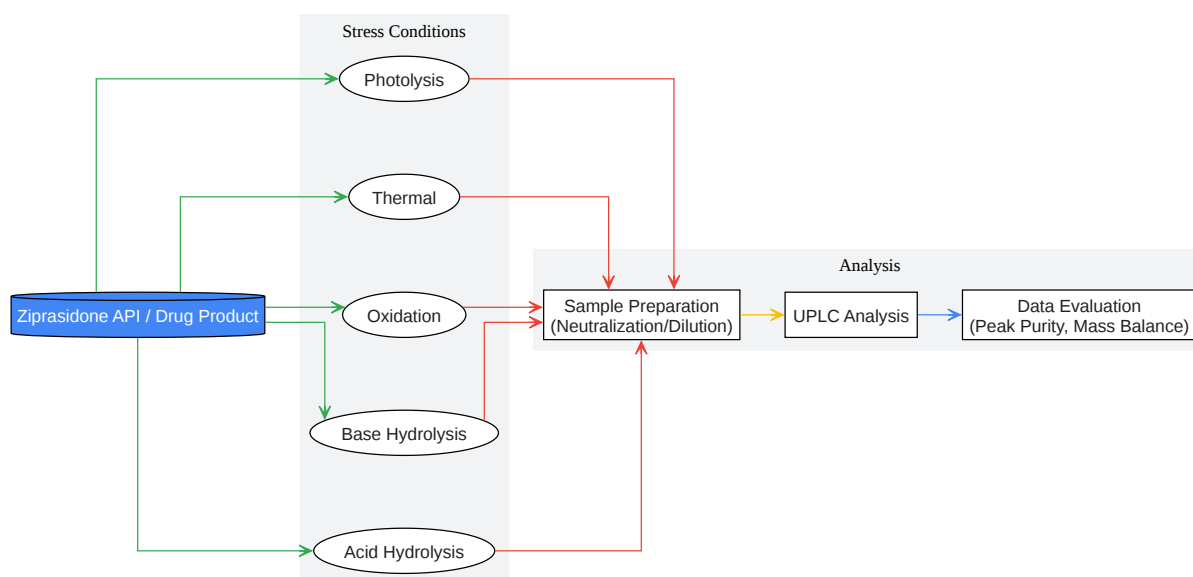 Stress Conditions
Photolysis
Thermal
Analysis
Ziprasidone API / Drug Product
Oxidation
Sample Preparation
(Neutralization/Dilution)
UPLC Analysis
Data Evaluation
(Peak Purity, Mass Balance)
Base Hydrolysis
Acid Hydrolysis